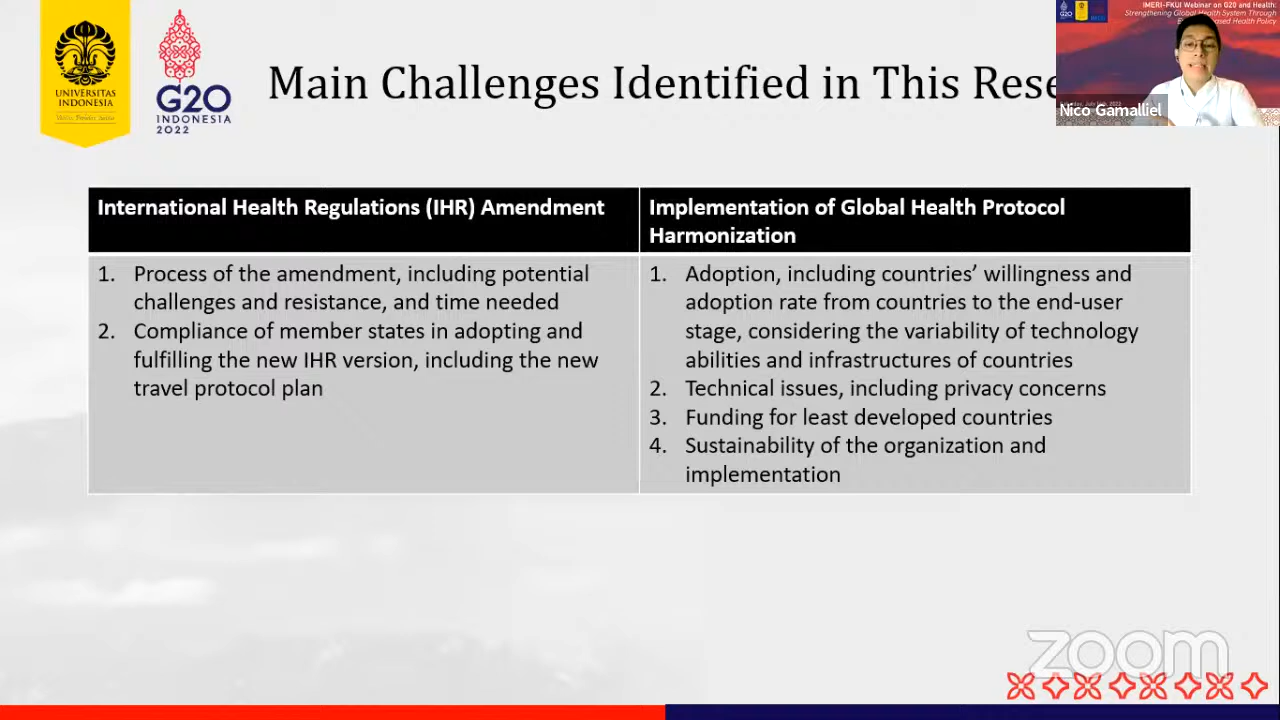 UNIVERSITAS
INDONESIA
G20
INDONESIA
2022
Main Challenges Identified in This Rese
IMERI-FKUI Webinar on G20 and Health:
Strengthening Global Health System Through
Health Policy
Nico Gamalliel
International Health Regulations (IHR) Amendment
1. Process of the amendment, including potential
challenges and resistance, and time needed
2. Compliance of member states in adopting and
fulfilling the new IHR version, including the new
travel protocol plan
Implementation of Global Health Protocol
Harmonization
1. Adoption, including countries’ willingness and
adoption rate from countries to the end-user
stage, considering the variability of technology
abilities and infrastructures of countries
2. Technical issues, including privacy concerns
3. Funding for least developed countries
4. Sustainability of the organization and
implementation
zoom